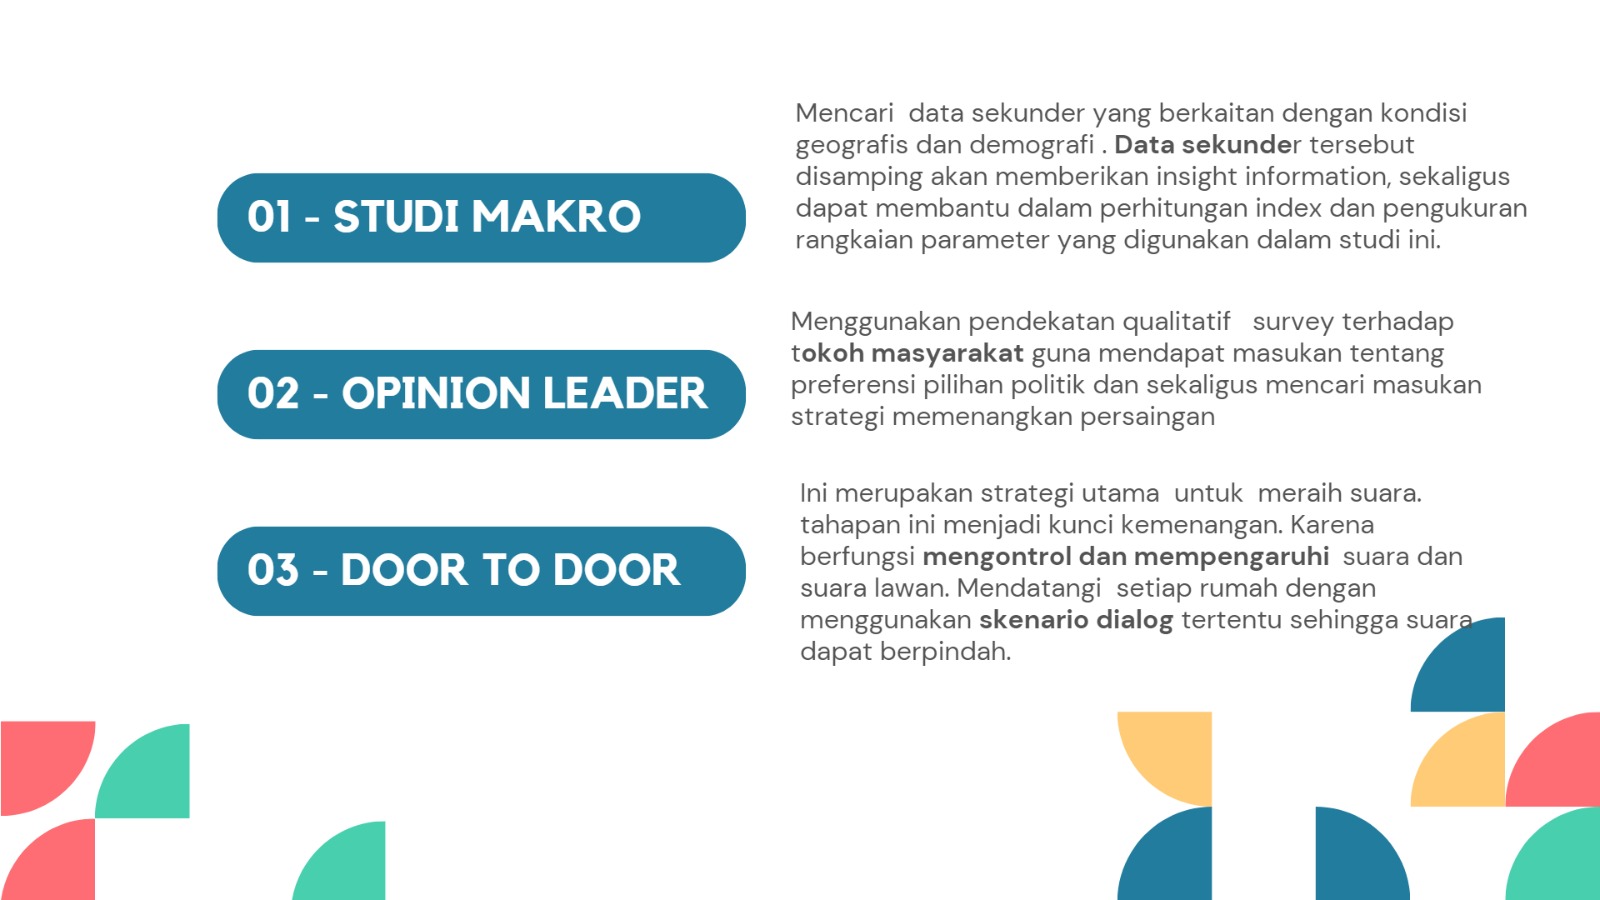 01 - STUDI MAKRO
Mencari  data sekunder yang berkaitan dengan kondisi
geografis dan demografi . Data sekunder tersebut
disamping akan memberikan insight information, sekaligus
dapat membantu dalam perhitungan index dan pengukuran
rangkaian parameter yang digunakan dalam studi ini.
02 - OPINION LEADER
Menggunakan pendekatan qualitatif   survey terhadap
tokoh masyarakat guna mendapat masukan tentang
preferensi pilihan politik dan sekaligus mencari masukan
strategi memenangkan persaingan
03 - DOOR TO DOOR
Ini merupakan strategi utama  untuk  meraih suara.
tahapan ini menjadi kunci kemenangan. Karena
berfungsi mengontrol dan mempengaruhi  suara dan
suara lawan. Mendatangi  setiap rumah dengan
menggunakan skenario dialog tertentu sehingga suara
dapat berpindah.